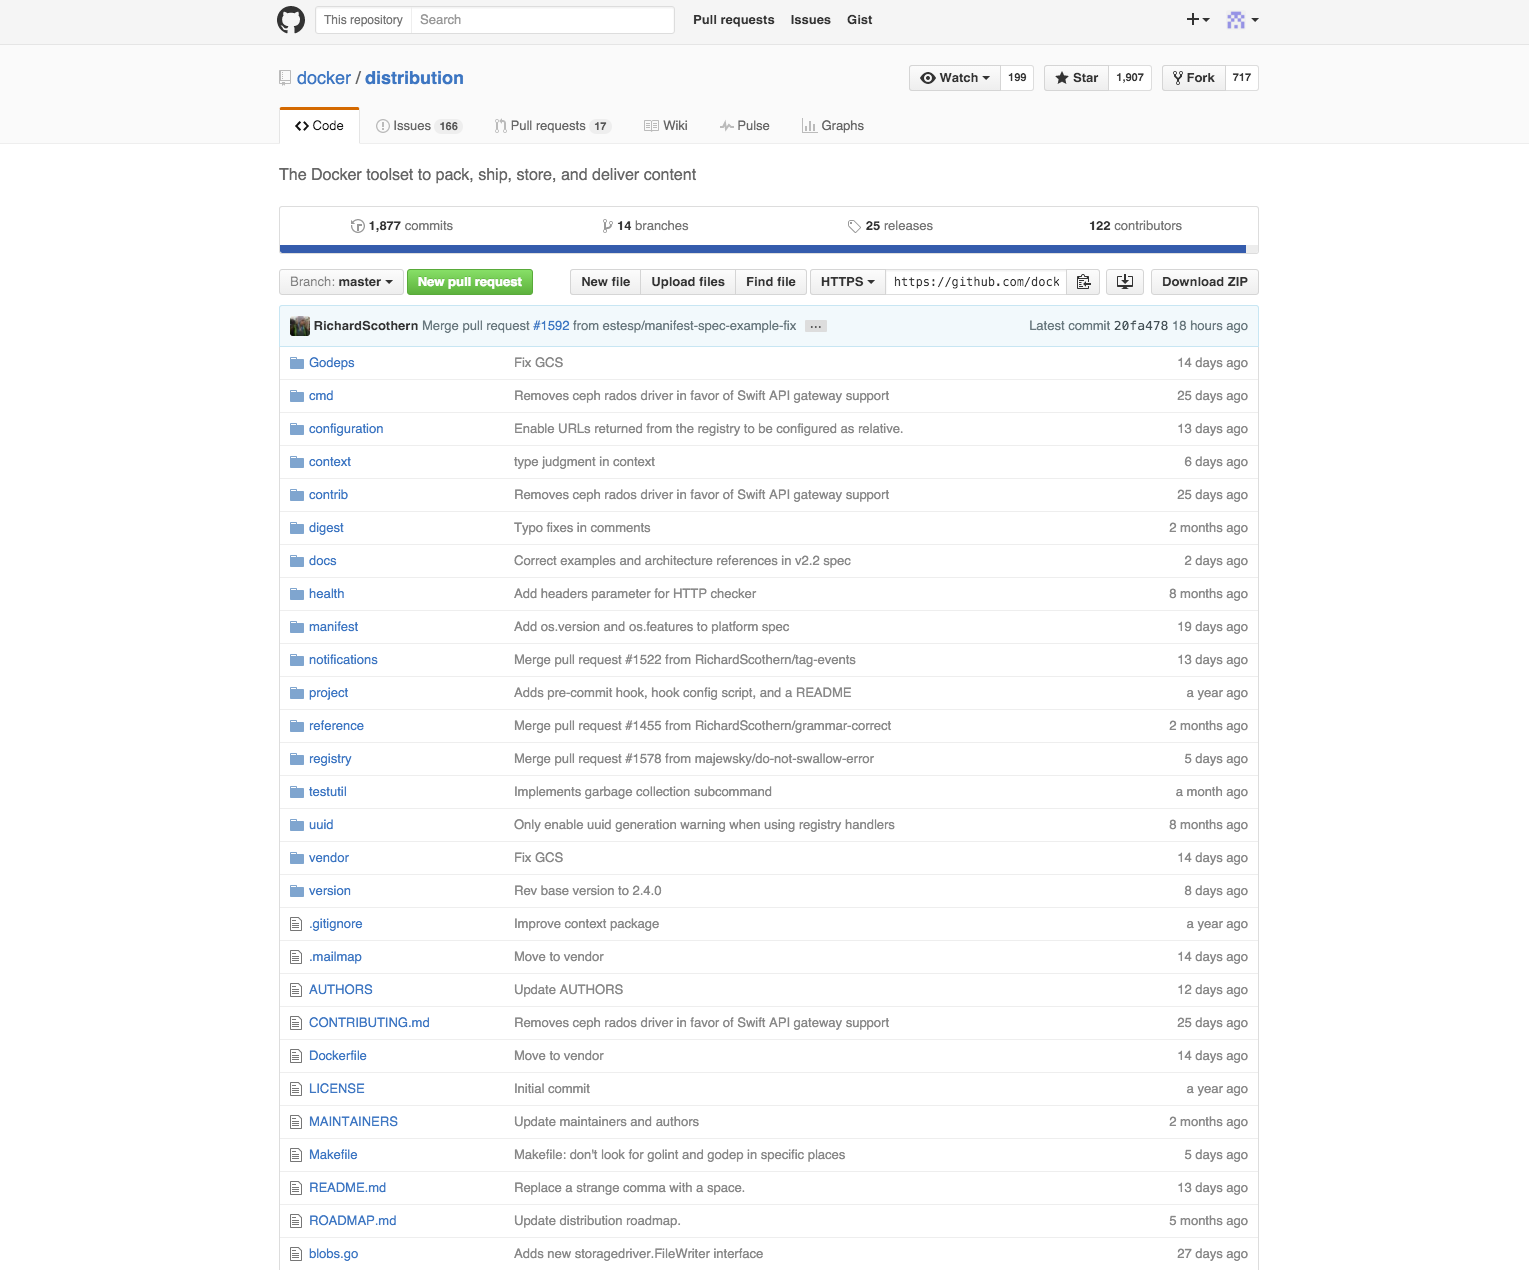 This repository Search Pull requests Issues Gist
docker / distribution Watch 199 Star 1,907 Fork 717
Code Issues 166 Pull requests 17 Wiki Pulse Graphs
The Docker toolset to pack, ship, store, and deliver content
1,877 commits 14 branches 25 releases 122 contributors
Branch: master New pull request New file Upload files Find file HTTPS https://github.com/dock Download ZIP
RichardScothern Merge pull request #1592 from estesp/manifest-spec-example-fix … Latest commit 20fa478 18 hours ago
Godeps Fix GCS 14 days ago
cmd Removes ceph rados driver in favor of Swift API gateway support 25 days ago
configuration Enable URLs returned from the registry to be configured as relative. 13 days ago
context type judgment in context 6 days ago
contrib Removes ceph rados driver in favor of Swift API gateway support 25 days ago
digest Typo fixes in comments 2 months ago
docs Correct examples and architecture references in v2.2 spec 2 days ago
health Add headers parameter for HTTP checker 8 months ago
manifest Add os.version and os.features to platform spec 19 days ago
notifications Merge pull request #1522 from RichardScothern/tag-events 13 days ago
project Adds pre-commit hook, hook config script, and a README a year ago
reference Merge pull request #1455 from RichardScothern/grammar-correct 2 months ago
registry Merge pull request #1578 from majewsky/do-not-swallow-error 5 days ago
testutil Implements garbage collection subcommand a month ago
uuid Only enable uuid generation warning when using registry handlers 8 months ago
vendor Fix GCS 14 days ago
version Rev base version to 2.4.0 8 days ago
.gitignore Improve context package a year ago
.mailmap Move to vendor 14 days ago
AUTHORS Update AUTHORS 12 days ago
CONTRIBUTING.md Removes ceph rados driver in favor of Swift API gateway support 25 days ago
Dockerfile Move to vendor 14 days ago
LICENSE Initial commit a year ago
MAINTAINERS Update maintainers and authors 2 months ago
Makefile Makefile: don't look for golint and godep in specific places 5 days ago
README.md Replace a strange comma with a space. 13 days ago
ROADMAP.md Update distribution roadmap. 5 months ago
blobs.go Adds new storagedriver.FileWriter interface 27 days ago